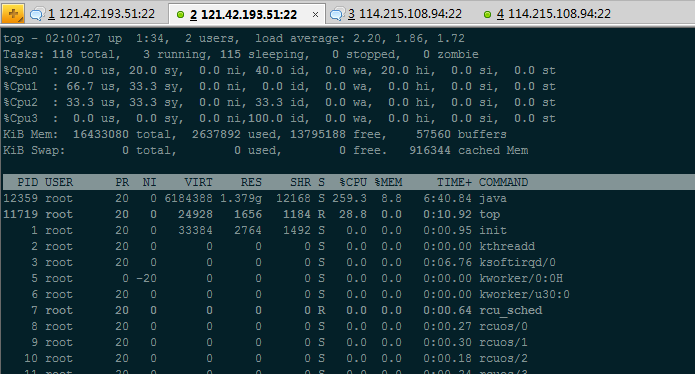 1 121.42.193.51:22 2 121.42.193.51:22 × 3 114.215.108.94:22 4 114.215.108.94:22
top - 02:00:27 up  1:34,  2 users,  load average: 2.20, 1.86, 1.72
Tasks: 118 total,   3 running, 115 sleeping,   0 stopped,   0 zombie
%Cpu0  : 20.0 us, 20.0 sy,  0.0 ni, 40.0 id,  0.0 wa, 20.0 hi,  0.0 si,  0.0 st
%Cpu1  : 66.7 us, 33.3 sy,  0.0 ni,  0.0 id,  0.0 wa,  0.0 hi,  0.0 si,  0.0 st
%Cpu2  : 33.3 us, 33.3 sy,  0.0 ni, 33.3 id,  0.0 wa,  0.0 hi,  0.0 si,  0.0 st
%Cpu3  :  0.0 us,  0.0 sy,  0.0 ni,100.0 id,  0.0 wa,  0.0 hi,  0.0 si,  0.0 st
KiB Mem:  16433080 total,  2637892 used, 13795188 free,    57560 buffers
KiB Swap:        0 total,        0 used,        0 free.   916344 cached Mem
PID USER      PR  NI    VIRT    RES    SHR S  %CPU %MEM     TIME+ COMMAND
12359 root      20   0 6184388 1.379g  12168 S 259.3  8.8   6:40.84 java
11719 root      20   0   24928   1656   1184 R  28.8  0.0   0:10.92 top
1 root      20   0   33384   2764   1492 S   0.0  0.0   0:00.95 init
2 root      20   0       0      0      0 S   0.0  0.0   0:00.00 kthreadd
3 root      20   0       0      0      0 S   0.0  0.0   0:06.76 ksoftirqd/0
5 root       0 -20       0      0      0 S   0.0  0.0   0:00.00 kworker/0:0H
6 root      20   0       0      0      0 S   0.0  0.0   0:00.00 kworker/u30:0
7 root      20   0       0      0      0 R   0.0  0.0   0:00.64 rcu_sched
8 root      20   0       0      0      0 S   0.0  0.0   0:00.27 rcuos/0
9 root      20   0       0      0      0 S   0.0  0.0   0:00.30 rcuos/1
10 root      20   0       0      0      0 S   0.0  0.0   0:00.18 rcuos/2
11 root      20   0       0      0      0 S   0.0  0.0   0:00.24 rcuos/3